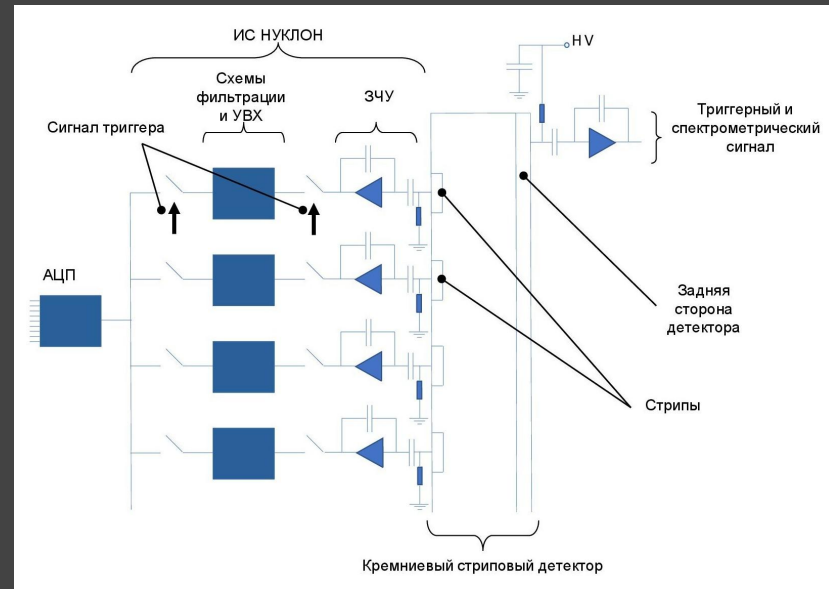 ИС НУКЛОН
HV
Схемы
фильтрации
и УВХ
ЗЧУ
Триггерный и
спектрометрический
сигнал
Сигнал триггера
АЦП
Задняя
сторона
детектора
Стрипы
Кремниевый стриповый детектор